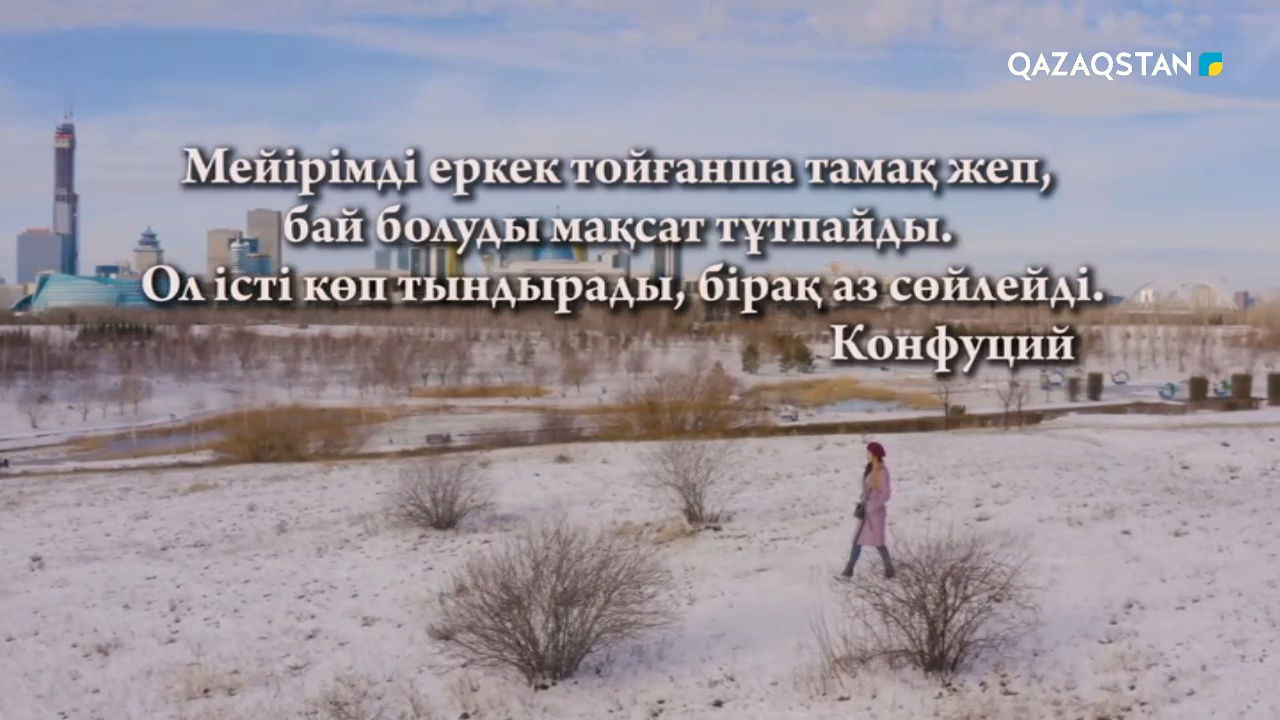 QAZAQSTAN
Мейірімді еркек тойғанша тамақ жеп,
бай болуды мақсат тұтпайды.
Ол істі көп тындырады, бірақ аз сөйлейді.
Конфуций